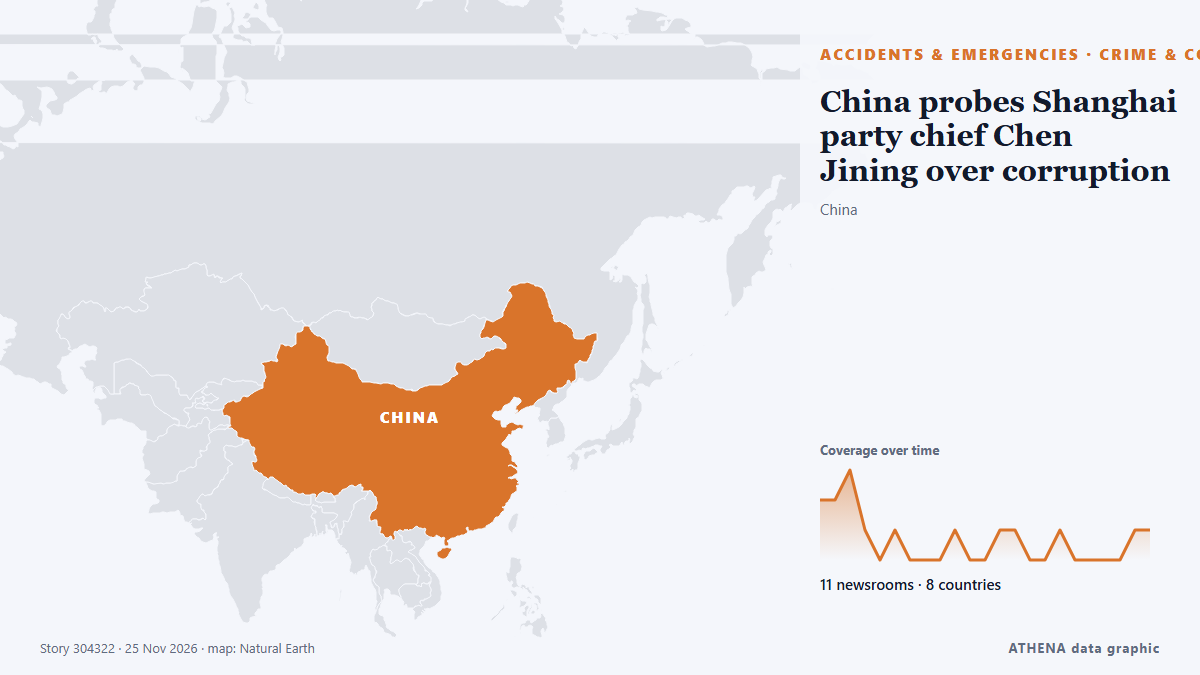 ACCIDENTS & EMERGENCIES · CRIME & CO
China probes Shanghai
party chief Chen
Jining over corruption
China
CHINA
Coverage over time
11 newsrooms · 8 countries
Story 304322 · 25 Nov 2026 · map: Natural Earth
ATHENA data graphic